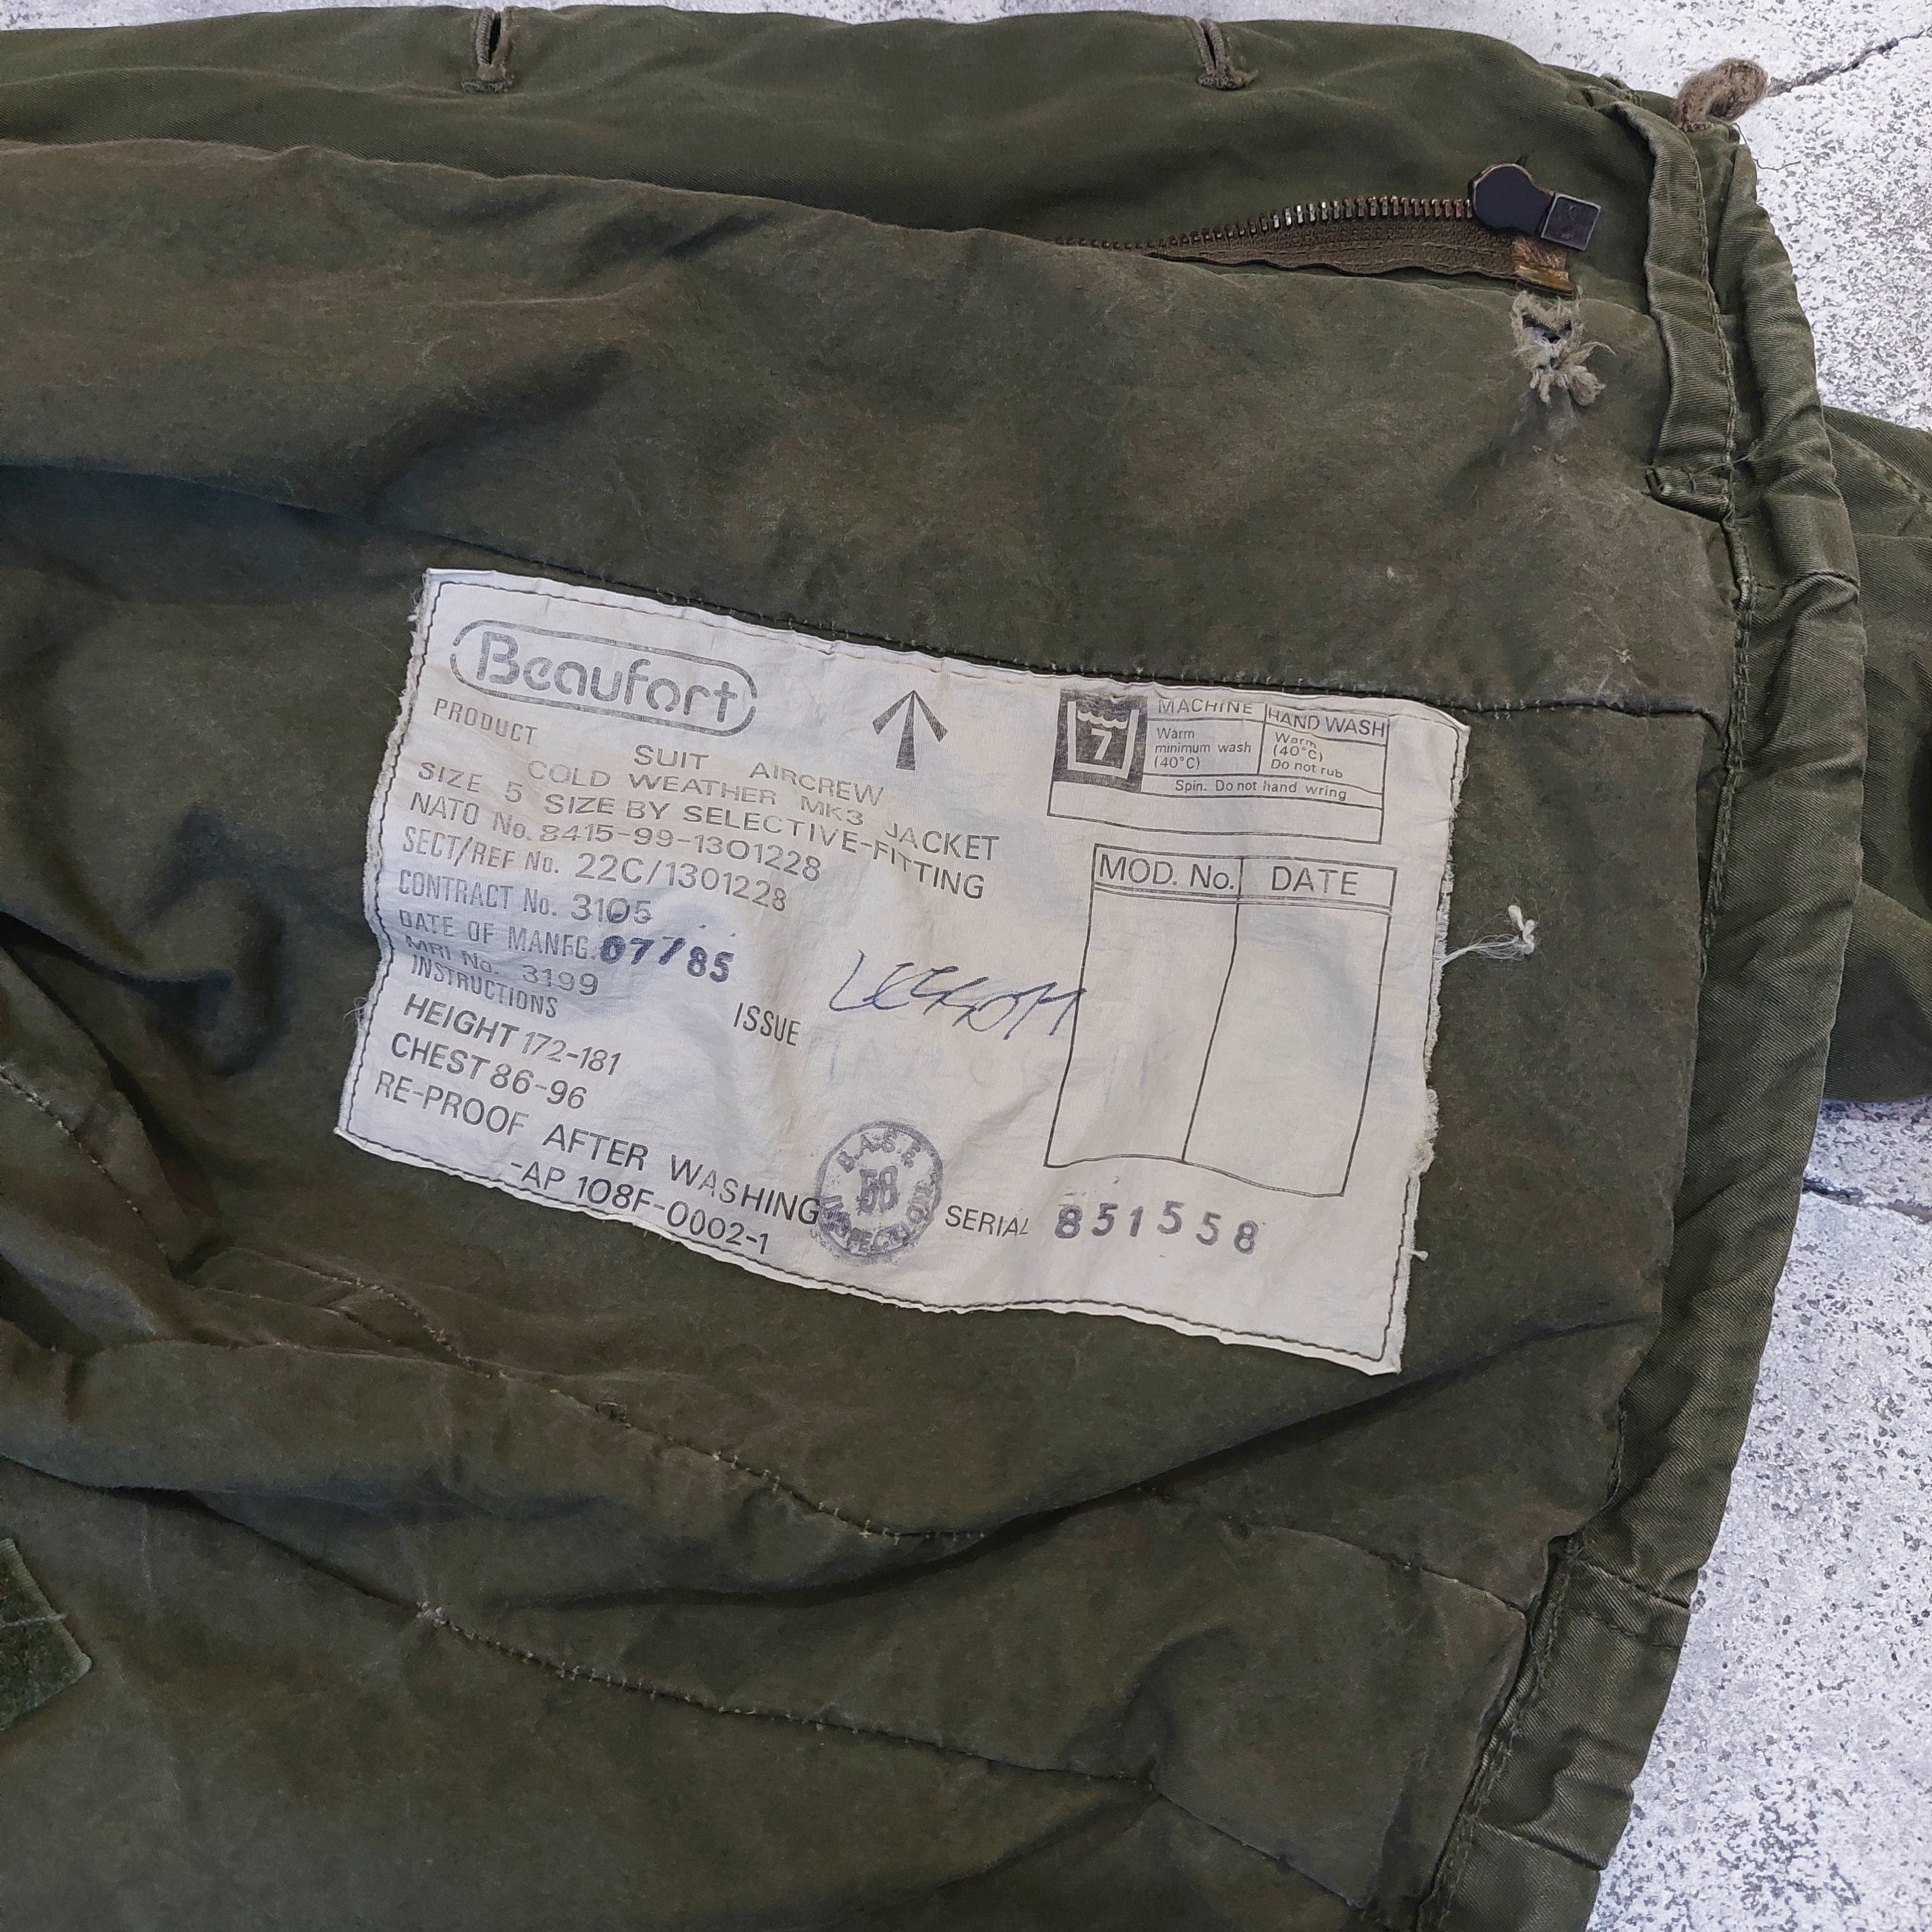 Beaufort
PRODUCT
SUIT AIRCREW
COLD WEATHER MK3 JACKET
SIZE 5 SIZE BY SELECTIVE-FITTING
NATO No. 8415-99-1301228
SECT/REF No. 22C/1301228
CONTRACT No. 3105
DATE OF MANFG. 07/85
MRI No. 3199
INSTRUCTIONS
ISSUE
HEIGHT 172-181
CHEST 86-96
RE-PROOF AFTER WASHING
-AP 108F-0002-1
B.A.S.E.
58
INSPECTION
SERIAL 851558
7
MACHINE
Warm
minimum wash
(40°C)
HAND WASH
Warm
(40°C)
Do not rub
Spin. Do not hand wring
MOD. No. DATE